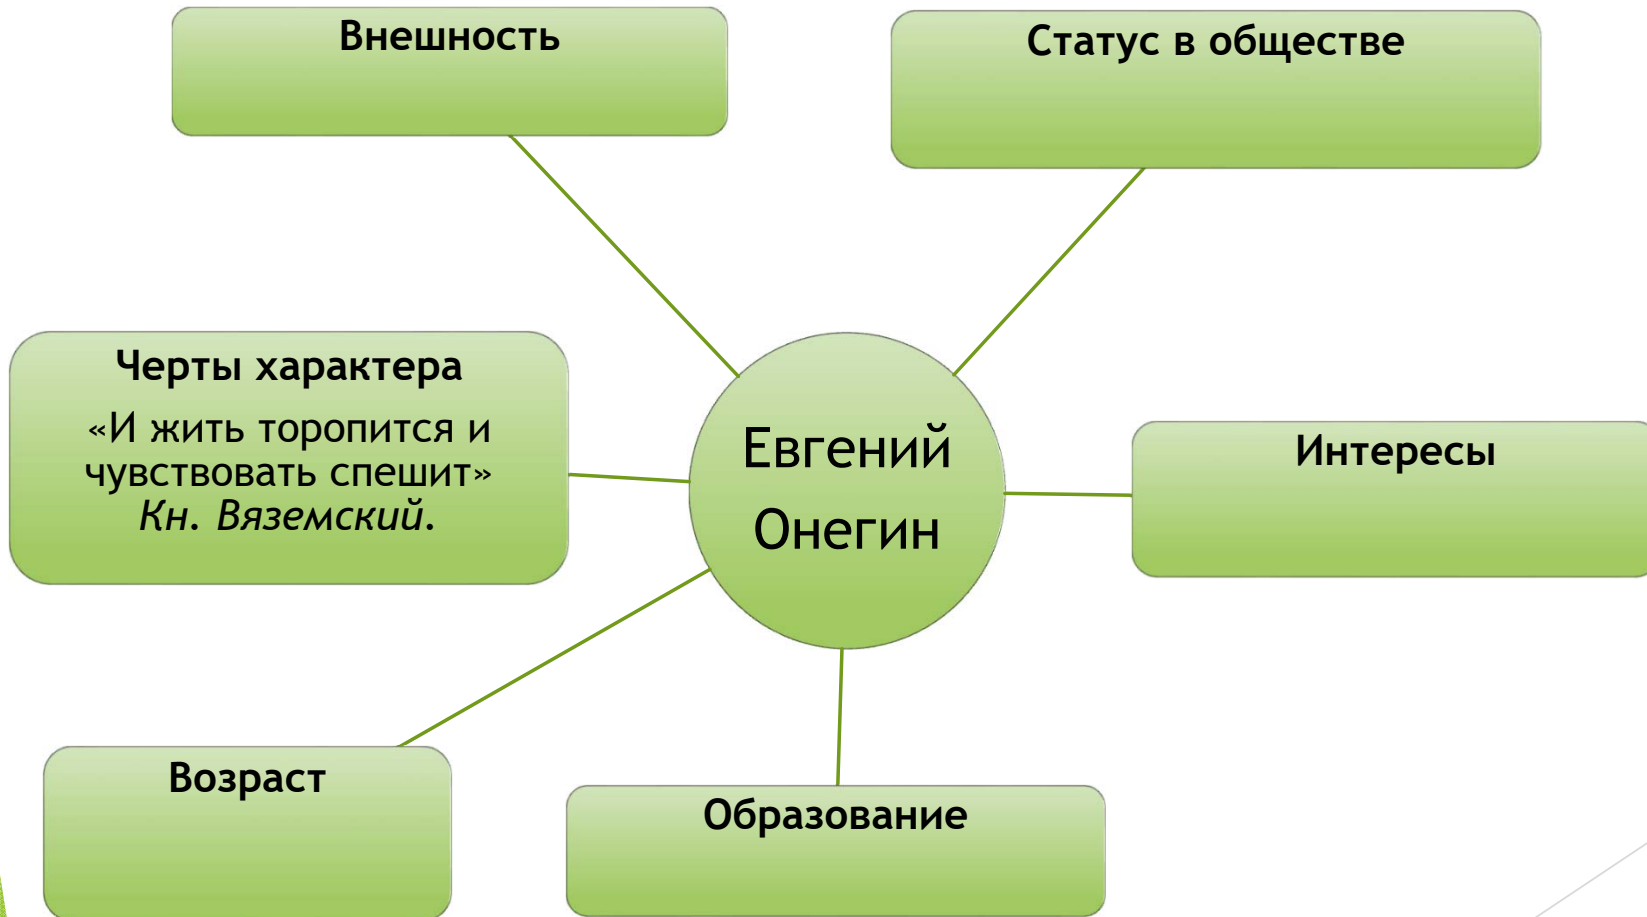 Внешность
Статус в обществе
Черты характера
«И жить торопится и
чувствовать спешит»
Кн. Вяземский.
Евгений
Онегин
Интересы
Возраст
Образование